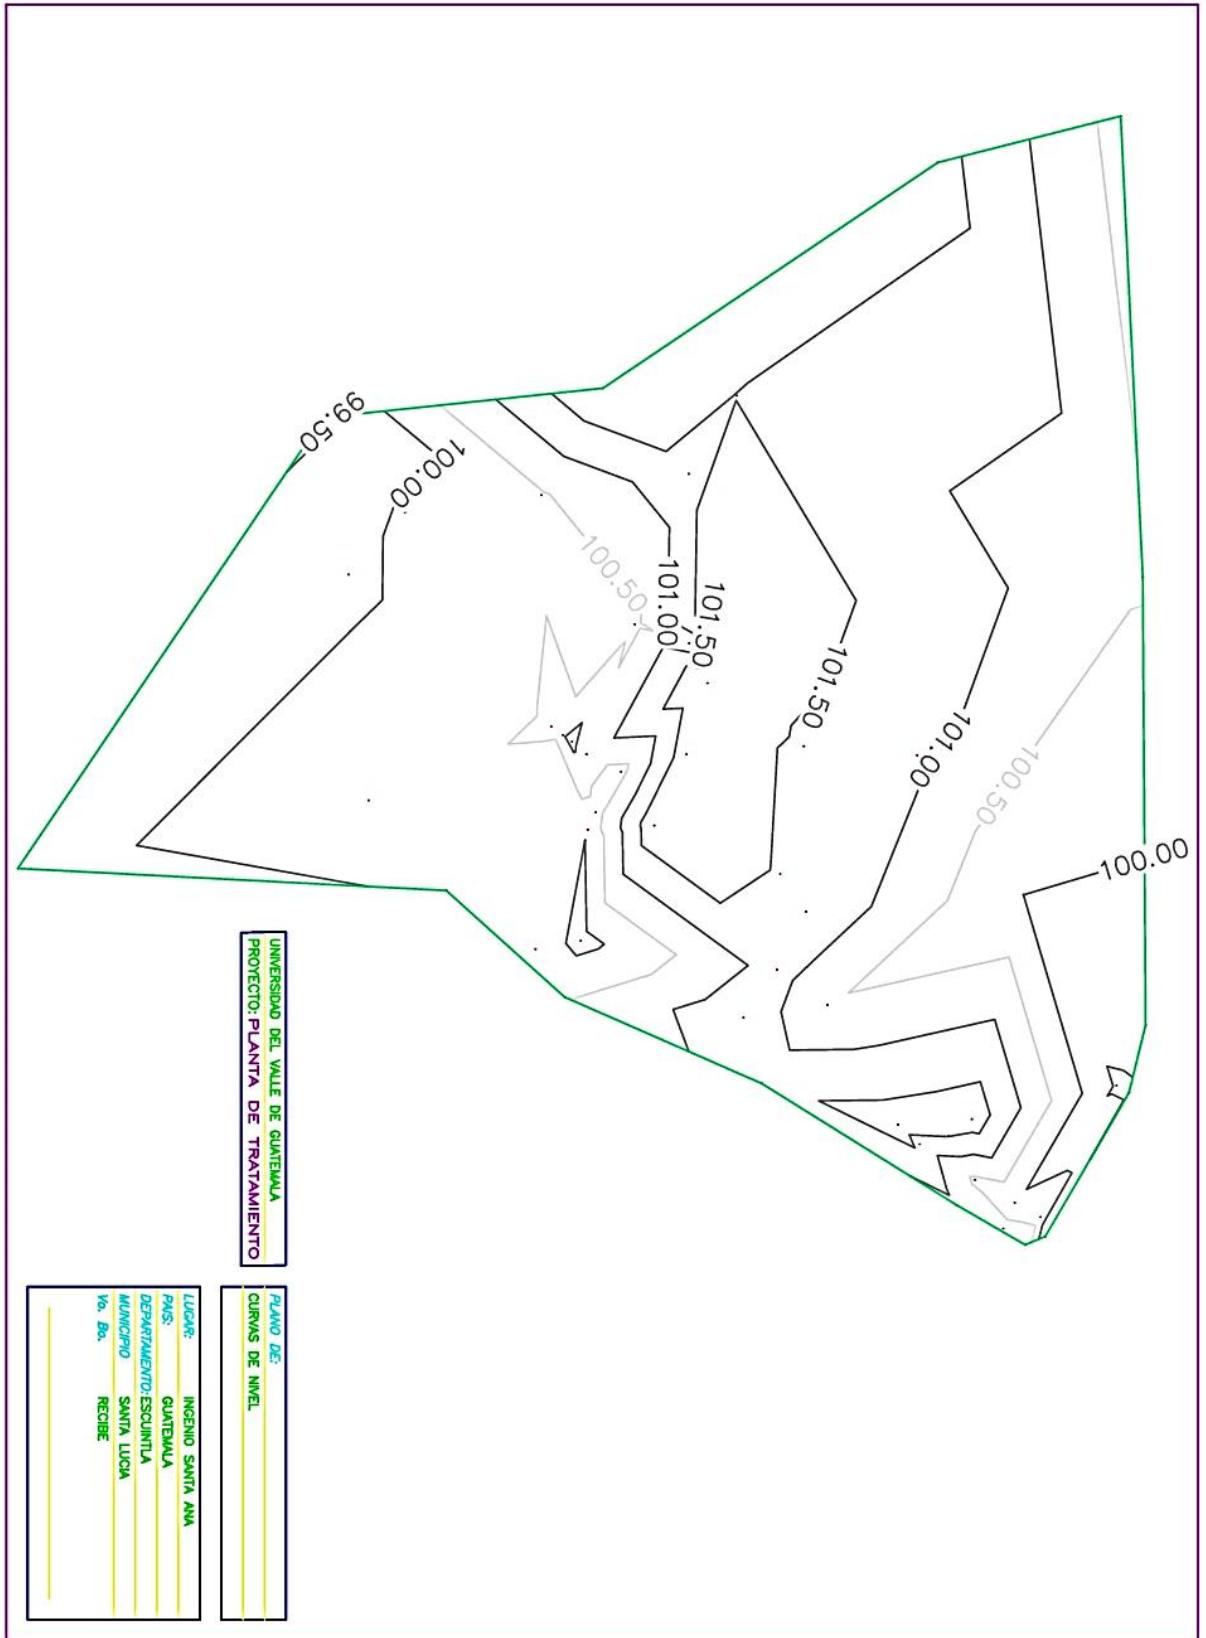 99.50
100.00
100.50
101.00
101.50
101.50
101.00
100.50
100.00
UNIVERSIDAD DEL VALLE DE GUATEMALA
PROYECTO: PLANTA DE TRATAMIENTO
PLANO DE:
CURVAS DE NIVEL
LUGAR: INGENIO SANTA ANA
PAIS: GUATEMALA
DEPARTAMENTO: ESCUINTLA
MUNICIPIO SANTA LUCIA
Vo. Bo. RECIBE